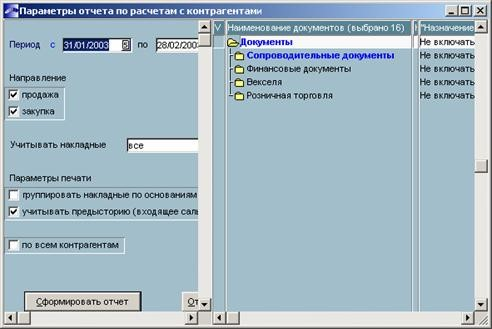 Параметры отчета по расчетам с контрагентами
Период с 31/01/2003 по 28/02/2003
Направление
продажа
закупка
Учитывать накладные все
Параметры печати
группировать накладные по основаниям
учитывать предысторию (входящее саль
по всем контрагентам
Сформировать отчет От
V Наименование документов (выбрано 16) "Назначение
Документы Не включать
Сопроводительные документы Не включать
Финансовые документы Не включать
Векселя Не включать
Розничная торговля Не включать